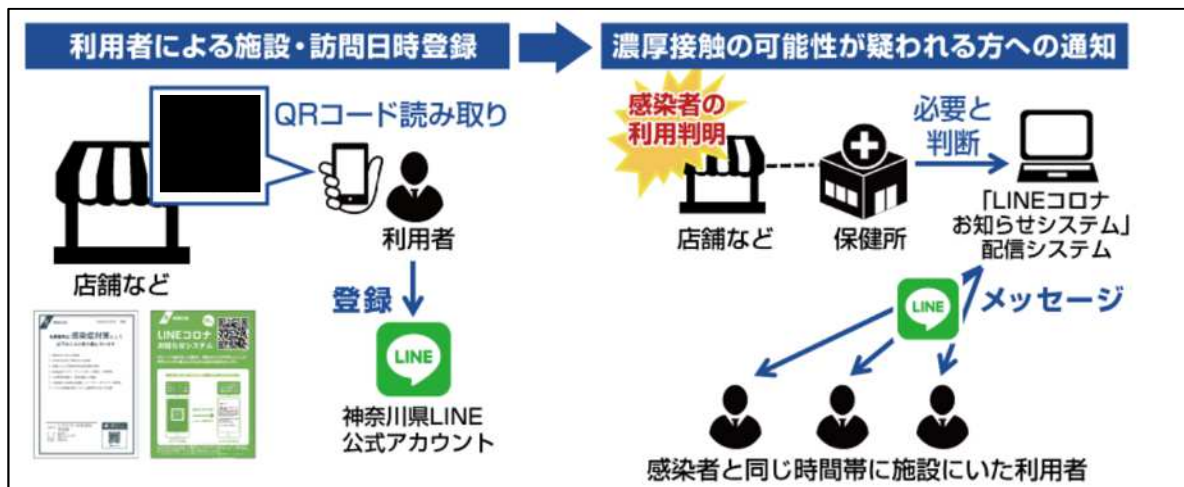 利用者による施設・訪問日時登録
QRコード読み取り
利用者
店舗など
登録
LINE
神奈川県LINE
公式アカウント
感染症対策
LINEコロナ
お知らせシステム
濃厚接触の可能性が疑われる方への通知
感染者の
利用判明
必要と
判断
店舗など
保健所
「LINEコロナ
お知らせシステム」
配信システム
LINE
メッセージ
感染者と同じ時間帯に施設にいた利用者